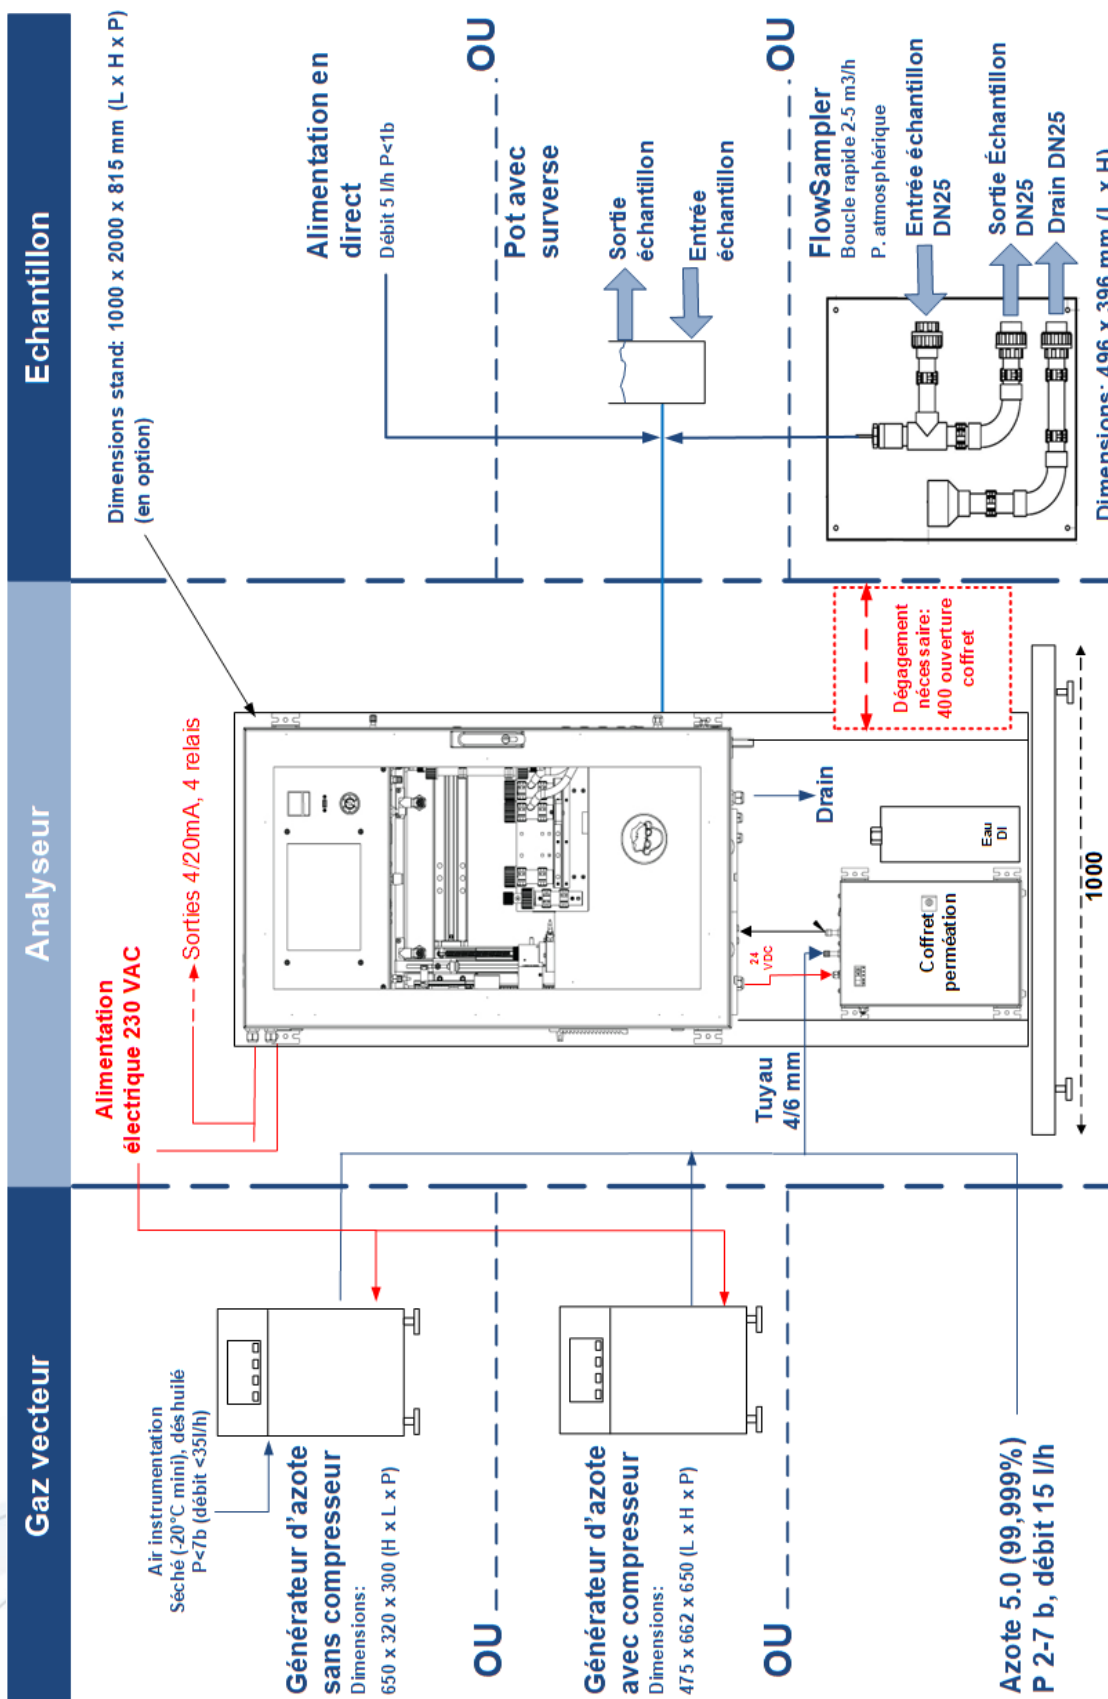 Gaz vecteur
Analyseur
Echantillon
Air instrumentation
Séché (-20°C mini), déshuilé
P<7b (débit <35l/h)
Générateur d'azote
sans compresseur
Dimensions:
650 x 320 x 300 (H x L x P)
OU
Générateur d'azote
avec compresseur
Dimensions:
475 x 662 x 650 (L x H x P)
OU
Azote 5.0 (99,999%)
P 2-7 b, débit 15 l/h
Alimentation
électrique 230 VAC
Sorties 4/20mA, 4 relais
Tuyau
4/6 mm
24
VDC
Drain
Coffret
perméation
Eau
DI
Dégagement
nécessaire:
400 ouverture
coffret
1000
Dimensions stand: 1000 x 2000 x 815 mm (L x H x P)
(en option)
Alimentation en
direct
Débit 5 l/h P<1b
OU
Pot avec
surverse
Sortie
échantillon
Entrée
échantillon
OU
FlowSampler
Boucle rapide 2-5 m3/h
P. atmosphérique
Entrée échantillon
DN25
Sortie Échantillon
DN25
Drain DN25
Dimensions: 496 x 396 mm (L x H)